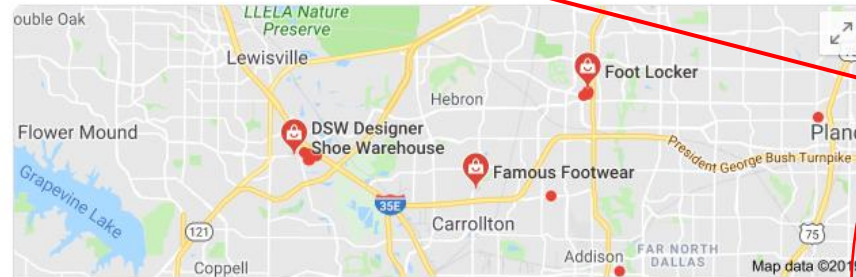 ouble Oak
LLELA Nature
Preserve
Lewisville
Foot Locker
Hebron
Flower Mound
DSW Designer
Shoe Warehouse
Plano
President George Bush Turnpike
Famous Footwear
Grapevine Lake
35E
121
Carrollton
75
Addison
FAR NORTH
DALLAS
Coppell
Map data ©201